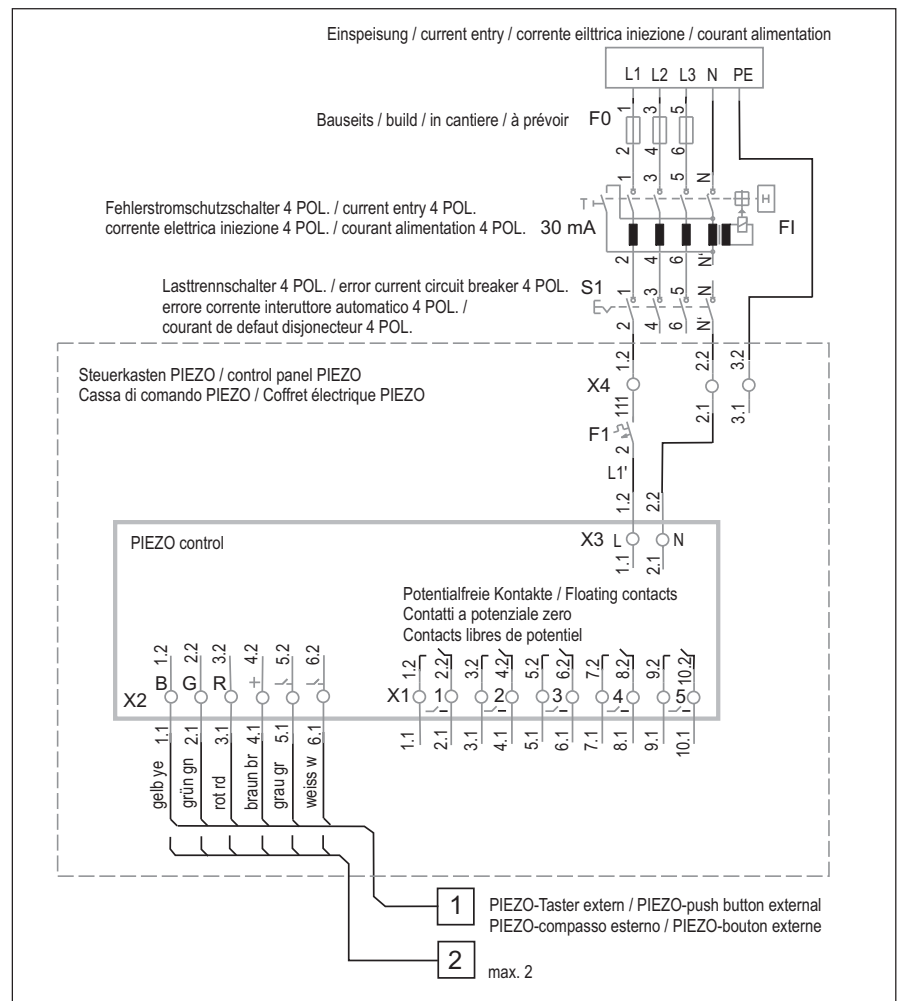 Einspeisung / current entry / corrente eilttrica iniezione / courant alimentation
L1 L2 L3 N PE
Bauseits / build / in cantiere / à prévoir F0
1 3 5
2 4 6
1 3 5 N
Fehlerstromschutzschalter 4 POL. / current entry 4 POL.
corrente elettrica iniezione 4 POL. / courant alimentation 4 POL.
T
H
30 mA
FI
2 4 6 N'
Lasttrennschalter 4 POL. / error current circuit breaker 4 POL.
errore corrente interuttore automatico 4 POL. /
courant de defaut disjonecteur 4 POL.
S1
1 3 5 N
2 4 6 N'
Steuerkasten PIEZO / control panel PIEZO
Cassa di comando PIEZO / Coffret électrique PIEZO
1.2 2.2 3.2
X4
111 2.1 3.1
F1
2
L1'
1.2 2.2
PIEZO control
X3 L N
1.1 2.1
Potentialfreie Kontakte / Floating contacts
Contatti a potenziale zero
Contacts libres de potentiel
1.2 2.2 3.2 4.2 5.2 6.2
B G R +
X2
1.2 2.2 3.2 4.2 5.2 6.2 7.2 8.2 9.2 10.2
X1 1 2 3 4 5
1.1 2.1 3.1 4.1 5.1 6.1
1.1 2.1 3.1 4.1 5.1 6.1 7.1 8.1 9.1 10.1
gelb ye
grün gn
rot rd
braun br
grau gr
weiss w
1
PIEZO-Taster extern / PIEZO-push button external
PIEZO-compasso esterno / PIEZO-bouton externe
2
max. 2